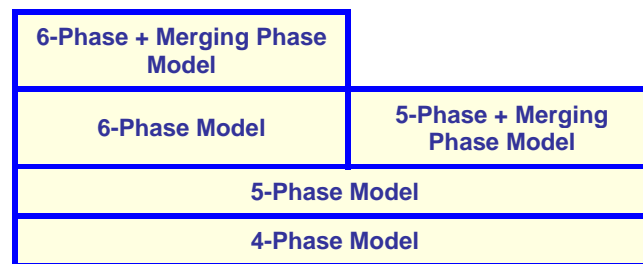 6-Phase + Merging Phase
Model
6-Phase Model
5-Phase + Merging
Phase Model
5-Phase Model
4-Phase Model